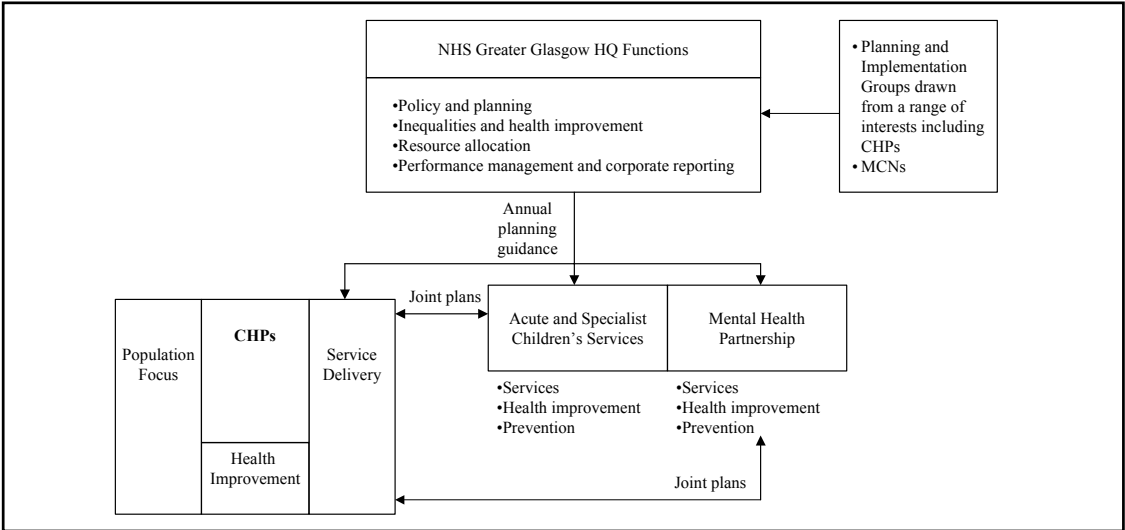 NHS Greater Glasgow HQ Functions
•Policy and planning
•Inequalities and health improvement
•Resource allocation
•Performance management and corporate reporting
• Planning and
Implementation
Groups drawn
from a range of
interests including
CHPs
• MCNs
Annual
planning
guidance
Joint plans
Population
Focus
CHPs
Health
Improvement
Service
Delivery
Acute and Specialist
Children’s Services
•Services
•Health improvement
•Prevention
Mental Health
Partnership
•Services
•Health improvement
•Prevention
Joint plans